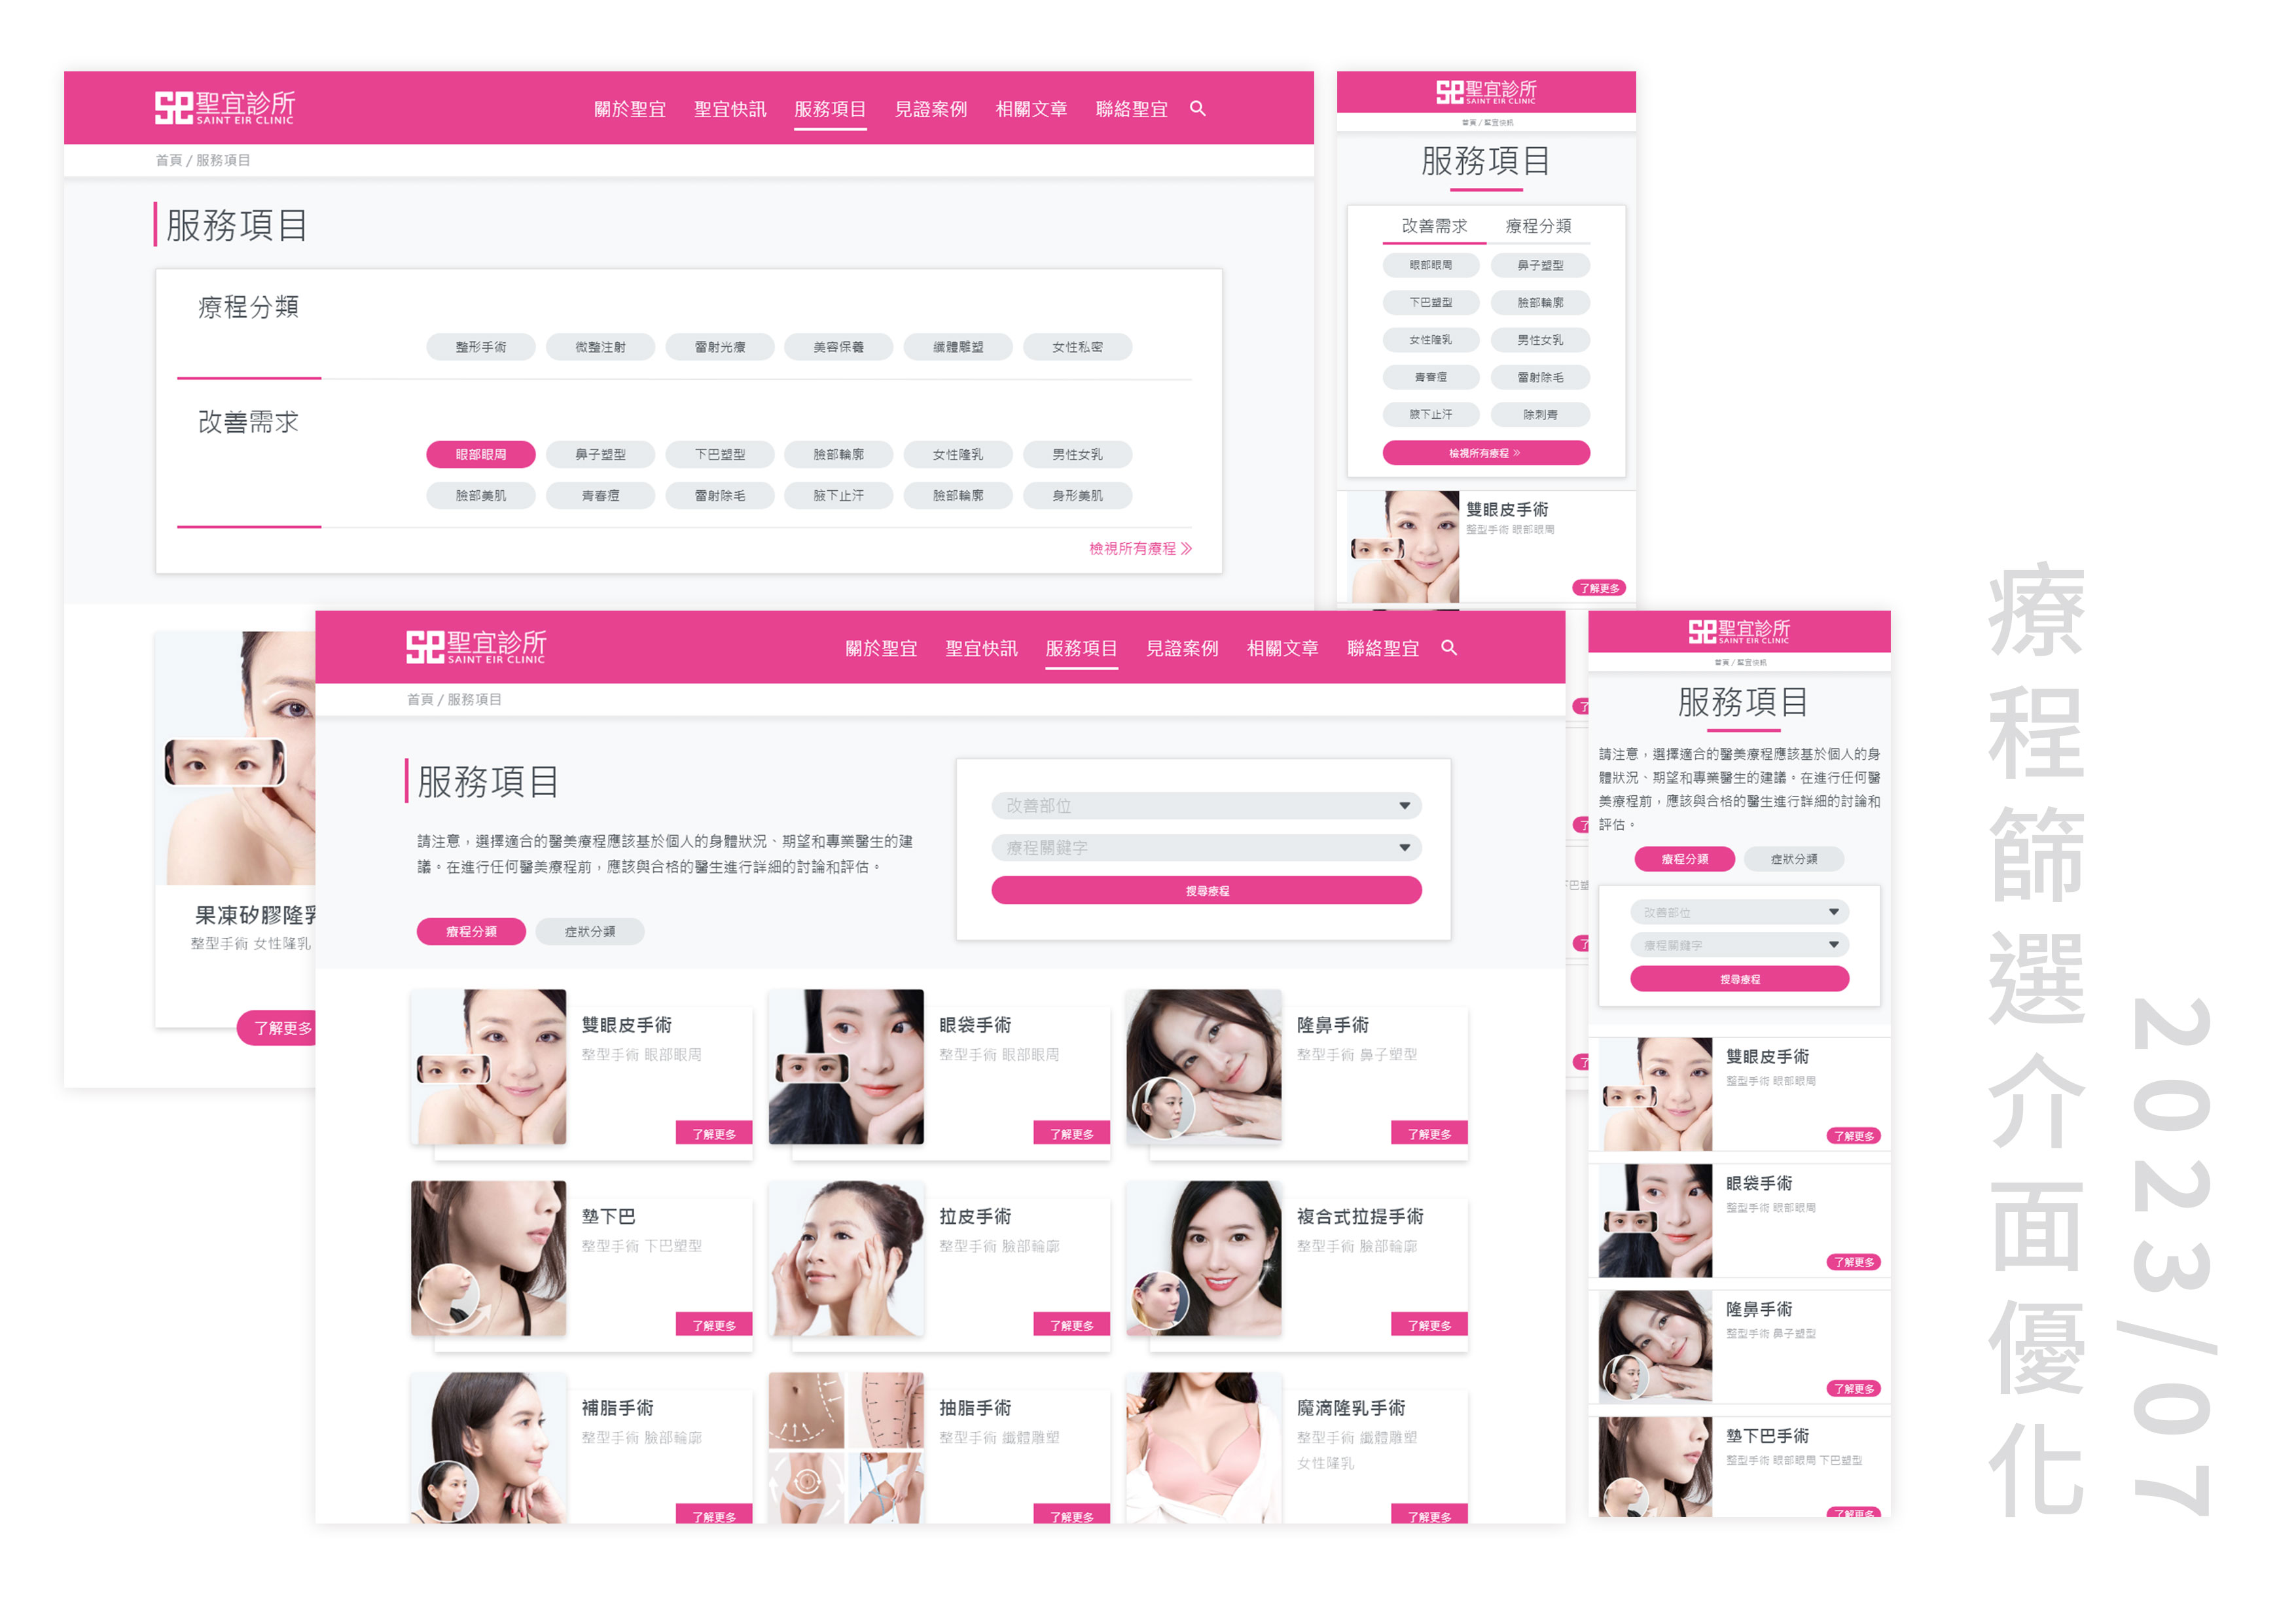 聖宜診所
SAINT EIR CLINIC
關於聖宜 聖宜快訊 服務項目 見證案例 相關文章 聯絡聖宜
首頁 / 服務項目
服務項目
療程分類
整形手術 微整注射 雷射光療 美容保養 纖體雕塑 女性私密
改善需求
眼部眼周 鼻子塑型 下巴塑型 臉部輪廓 女性隆乳 男性女乳
臉部美肌 青春痘 雷射除毛 腋下止汗 臉部輪廓 身形美肌
檢視所有療程
果凍矽膠隆乳
整型手術 女性隆乳
了解更多
聖宜診所
SAINT EIR CLINIC
首頁 / 聖宜快訊
服務項目
改善需求 療程分類
眼部眼周 鼻子塑型
下巴塑型 臉部輪廓
女性隆乳 男性女乳
青春痘 雷射除毛
腋下止汗 除刺青
檢視所有療程
雙眼皮手術
整型手術 眼部眼周
了解更多
聖宜診所
SAINT EIR CLINIC
關於聖宜 聖宜快訊 服務項目 見證案例 相關文章 聯絡聖宜
首頁 / 服務項目
服務項目
請注意，選擇適合的醫美療程應該基於個人的身體狀況、期望和專業醫生的建
議。在進行任何醫美療程前，應該與合格的醫生進行詳細的討論和評估。
療程分類 症狀分類
改善部位
療程關鍵字
搜尋療程
雙眼皮手術
整型手術 眼部眼周
了解更多
眼袋手術
整型手術 眼部眼周
了解更多
隆鼻手術
整型手術 鼻子塑型
了解更多
墊下巴
整型手術 下巴塑型
了解更多
拉皮手術
整型手術 臉部輪廓
了解更多
複合式拉提手術
整型手術 臉部輪廓
了解更多
補脂手術
整型手術 臉部輪廓
了解更多
抽脂手術
整型手術 纖體雕塑
了解更多
魔滴隆乳手術
整型手術 纖體雕塑
女性隆乳
了解更多
聖宜診所
SAINT EIR CLINIC
首頁 / 聖宜快訊
服務項目
請注意，選擇適合的醫美療程應該基於個人的身
體狀況、期望和專業醫生的建議。在進行任何醫
美療程前，應該與合格的醫生進行詳細的討論和
評估。
療程分類 症狀分類
改善部位
療程關鍵字
搜尋療程
雙眼皮手術
整型手術 眼部眼周
了解更多
眼袋手術
整型手術 眼部眼周
了解更多
隆鼻手術
整型手術 鼻子塑型
了解更多
墊下巴手術
整型手術 眼部眼周 下巴塑型
了解更多
療程篩選介面優化
2023/07